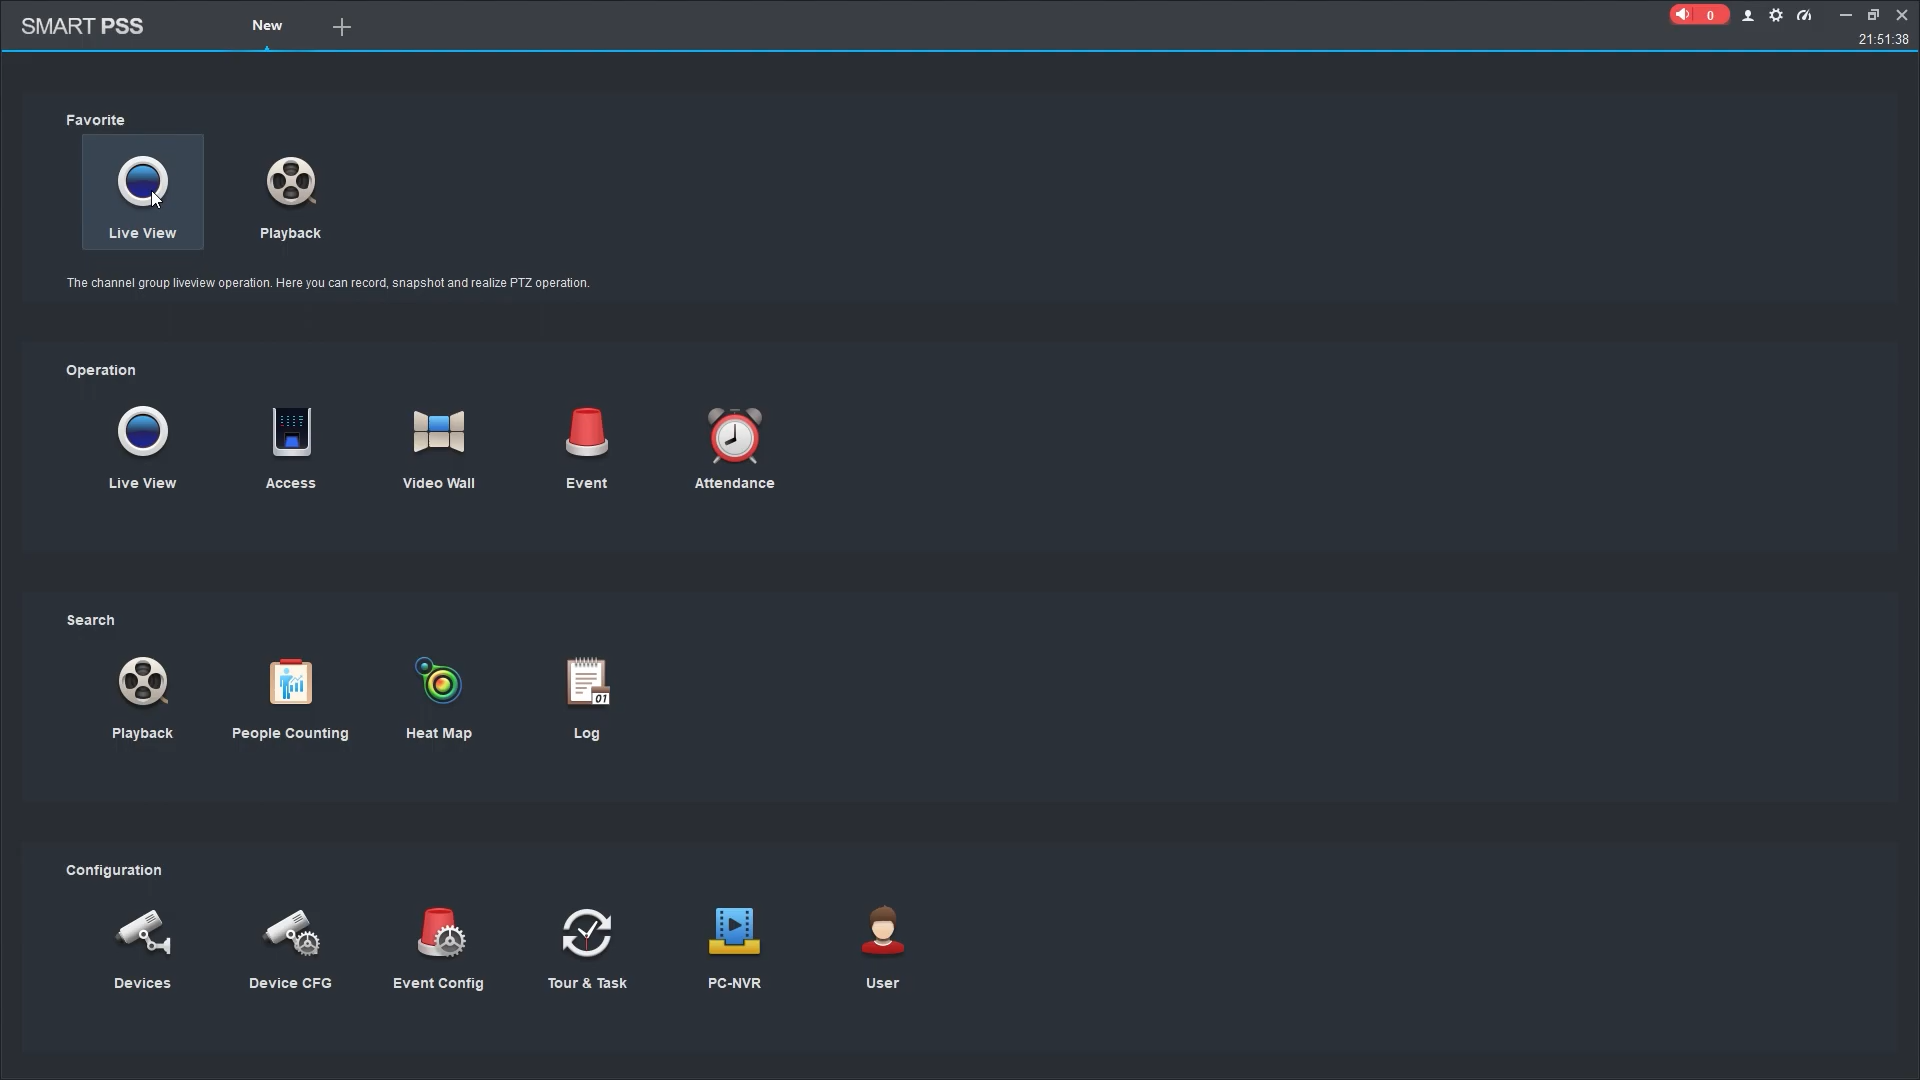 SMART PSS
New
0
21:51:38
Favorite
Live View
Playback
The channel group liveview operation. Here you can record, snapshot and realize PTZ operation.
Operation
Live View
Access
Video Wall
Event
Attendance
Search
01
Playback
People Counting
Heat Map
Log
Configuration
Devices
Device CFG
Event Config
Tour & Task
PC-NVR
User